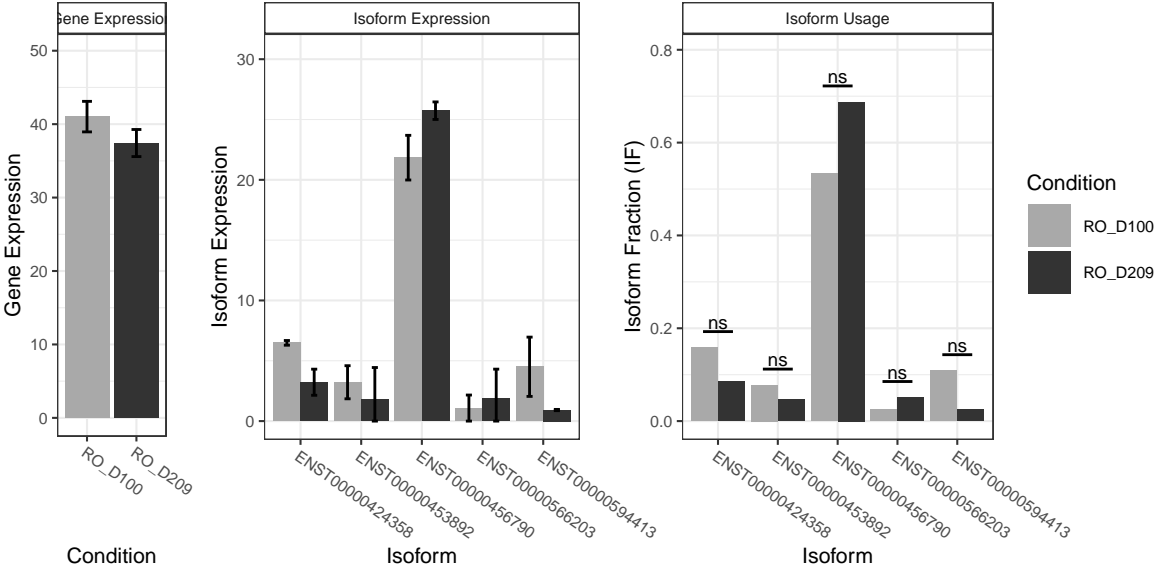 Gene Expression
50
40
30
20
10
0
Gene Expression
RO_D100
RO_D209
Condition
Isoform Expression
30
20
10
0
Isoform Expression
ENST00000424358
ENST00000453892
ENST00000456790
ENST00000566203
ENST00000594413
Isoform
Isoform Usage
0.8
0.6
0.4
0.2
0.0
Isoform Fraction (IF)
ns
ns
ns
ns
ns
ENST00000424358
ENST00000453892
ENST00000456790
ENST00000566203
ENST00000594413
Isoform
Condition
RO_D100
RO_D209